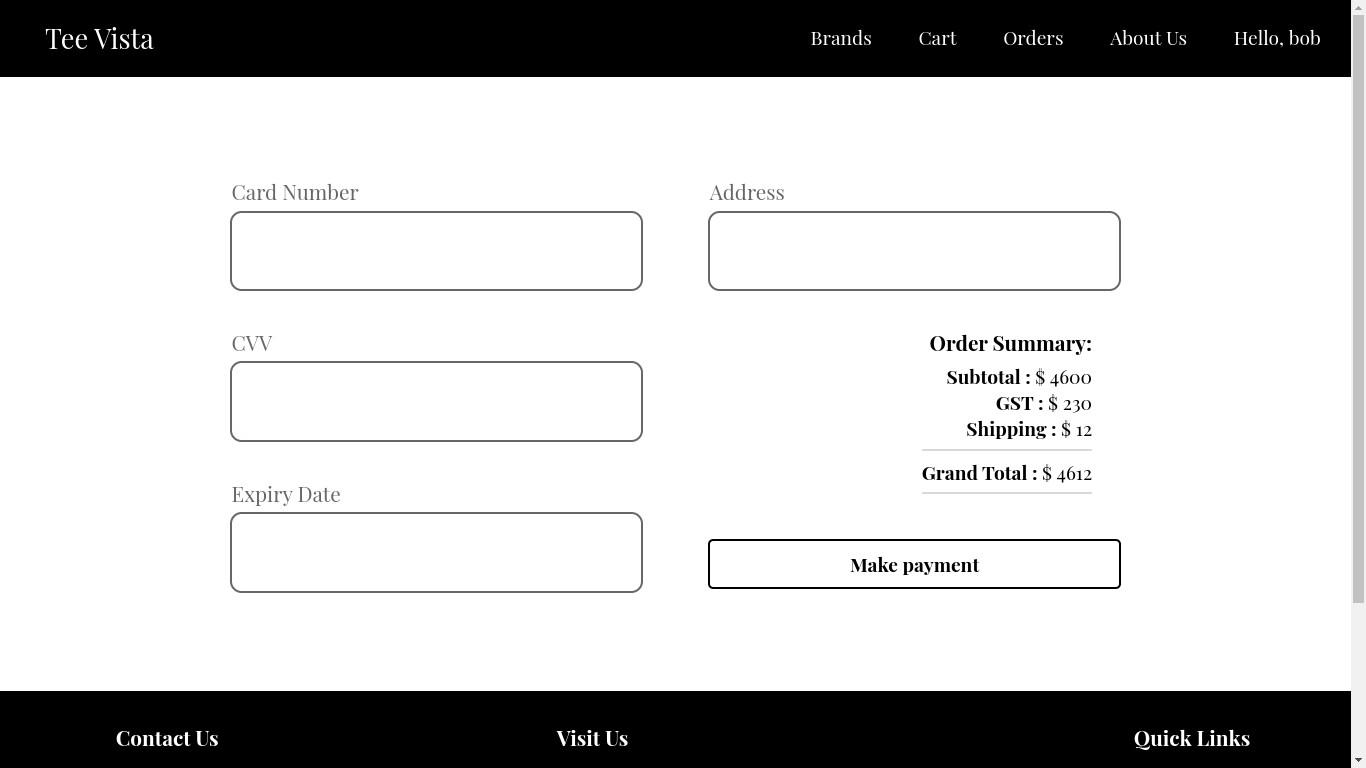 Tee Vista
Brands
Cart
Orders
About Us
Hello, bob
Card Number
Address
CVV
Order Summary:
Subtotal : $ 4600
GST : $ 230
Shipping : $ 12
Grand Total : $ 4612
Expiry Date
Make payment
Contact Us
Visit Us
Quick Links